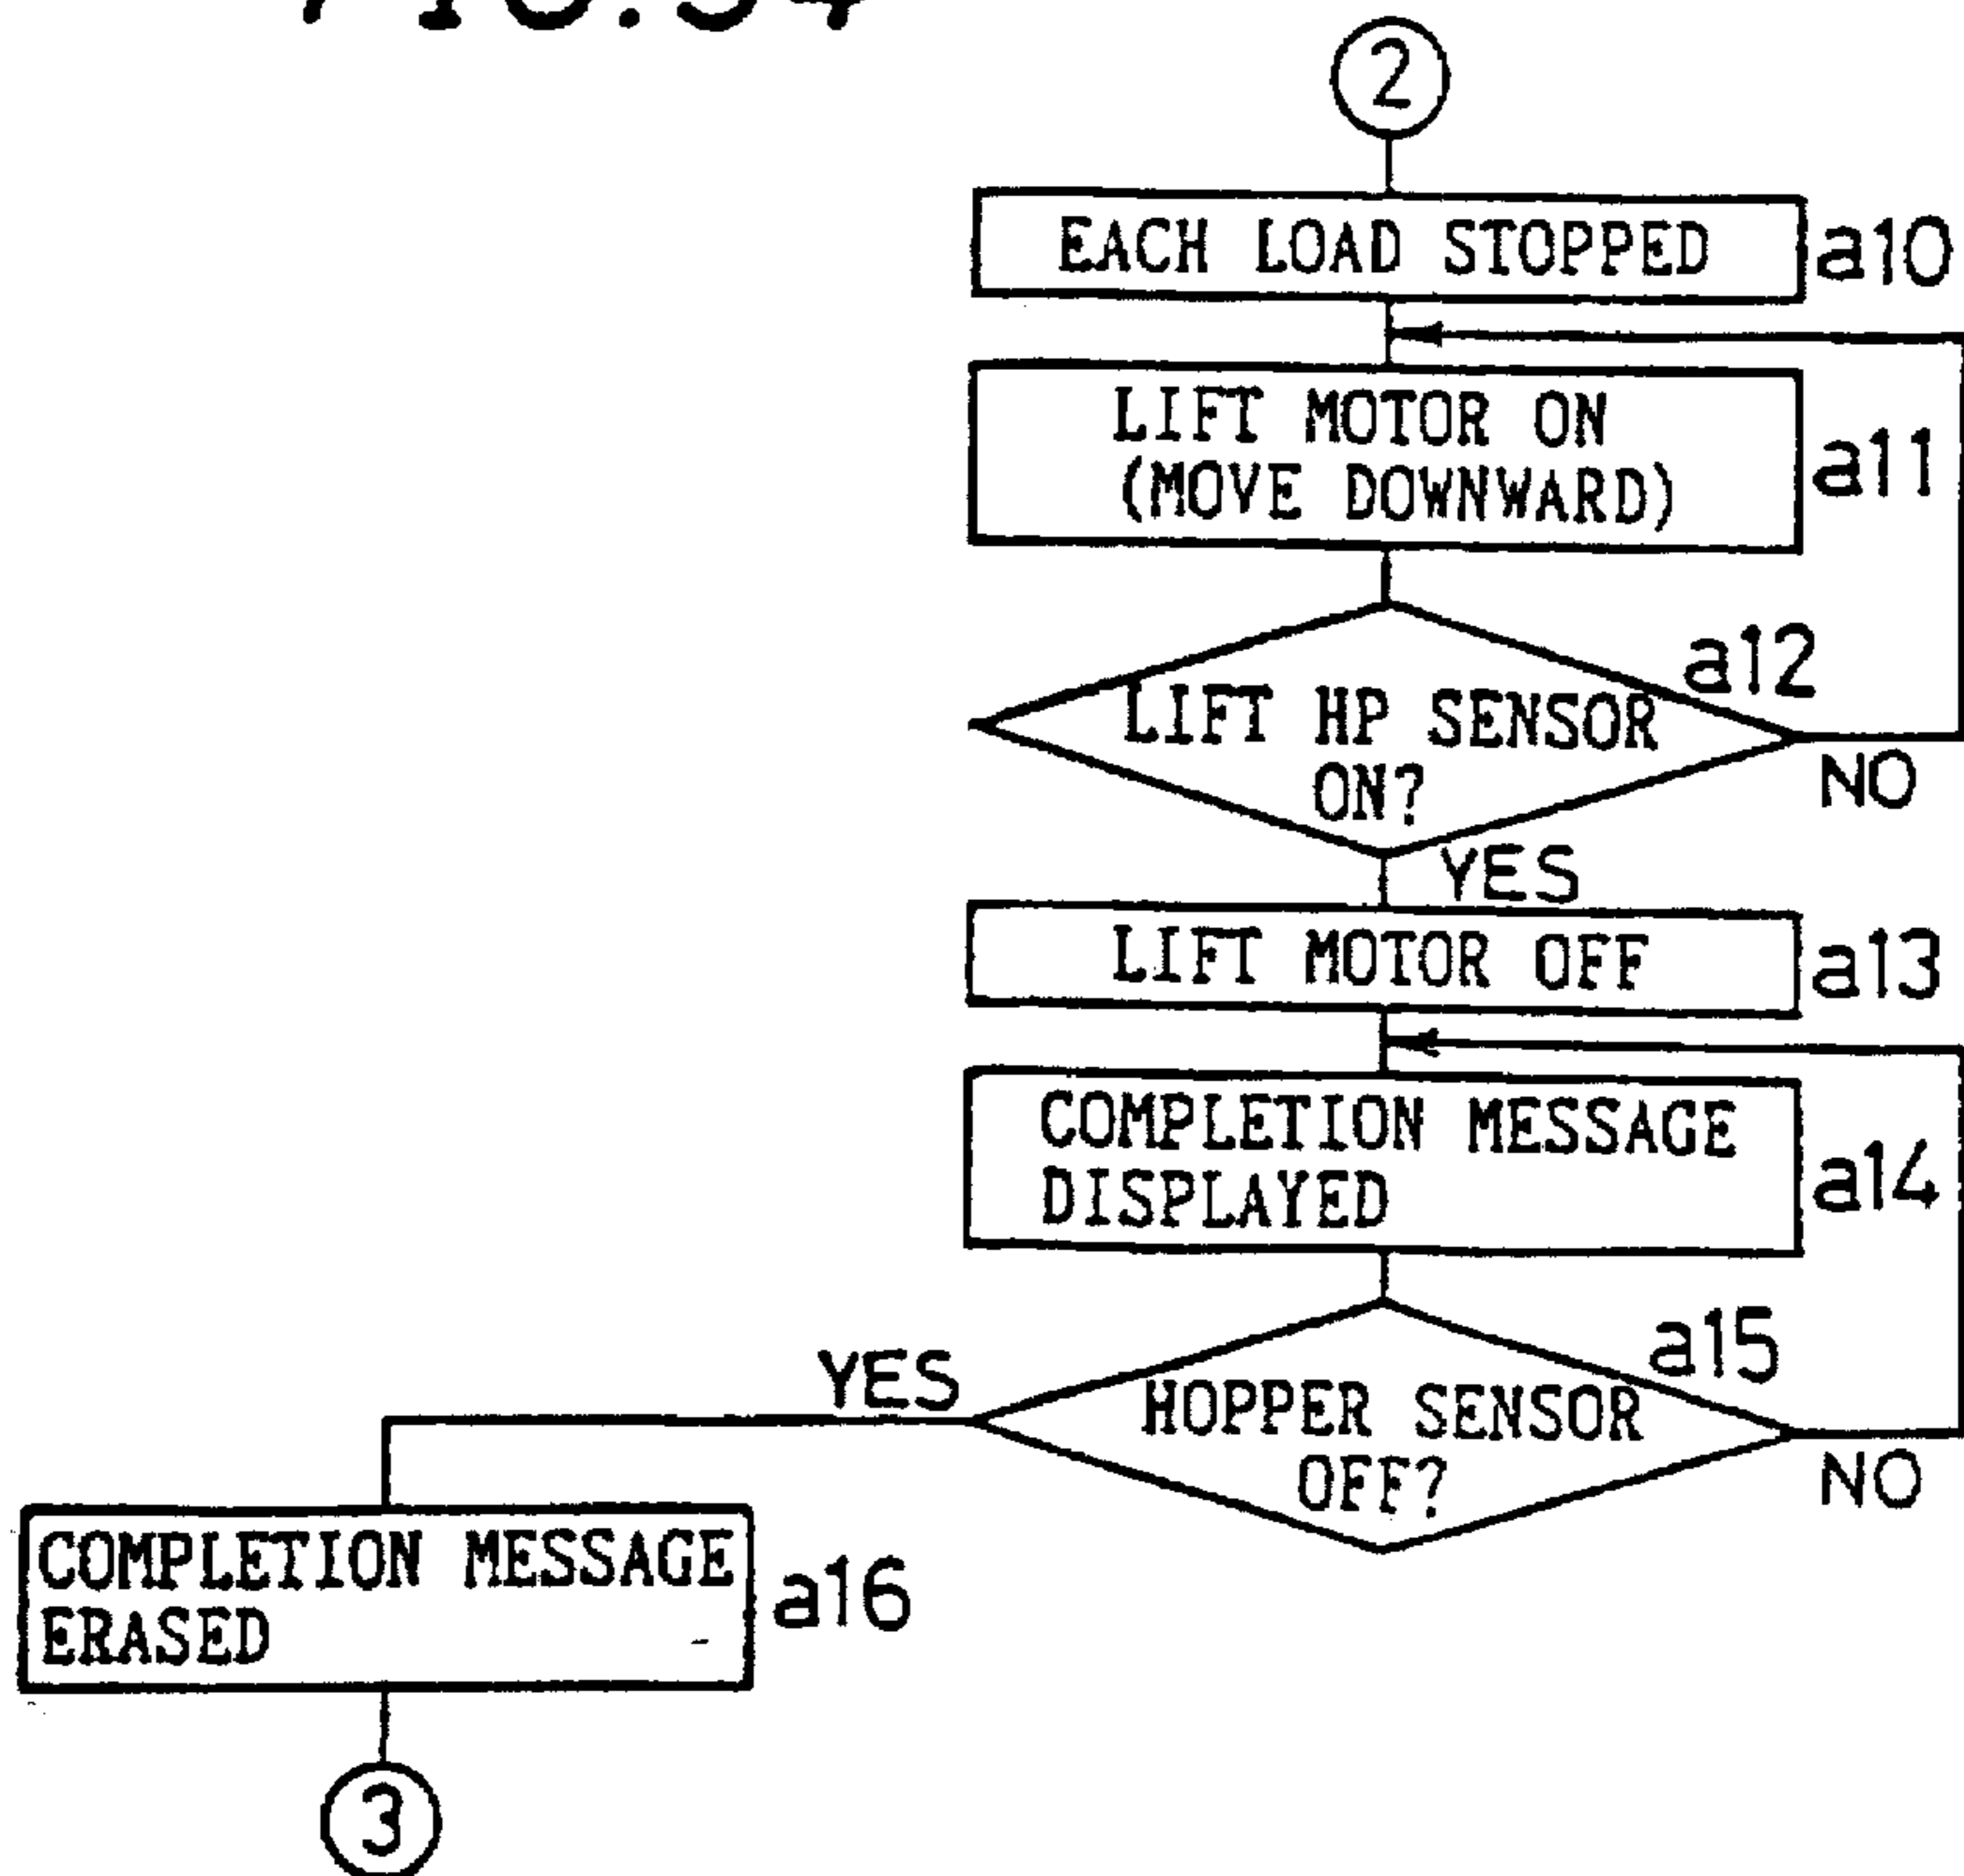 2
EACH LOAD STOPPED
a10
LIFT MOTOR ON
(MOVE DOWNWARD)
a11
a12
LIFT HP SENSOR
ON?
NO
YES
LIFT MOTOR OFF
a13
COMPLETION MESSAGE
DISPLAYED
a14
a15
YES
HOPPER SENSOR
OFF?
NO
COMPLETION MESSAGE
ERASED
a16
3